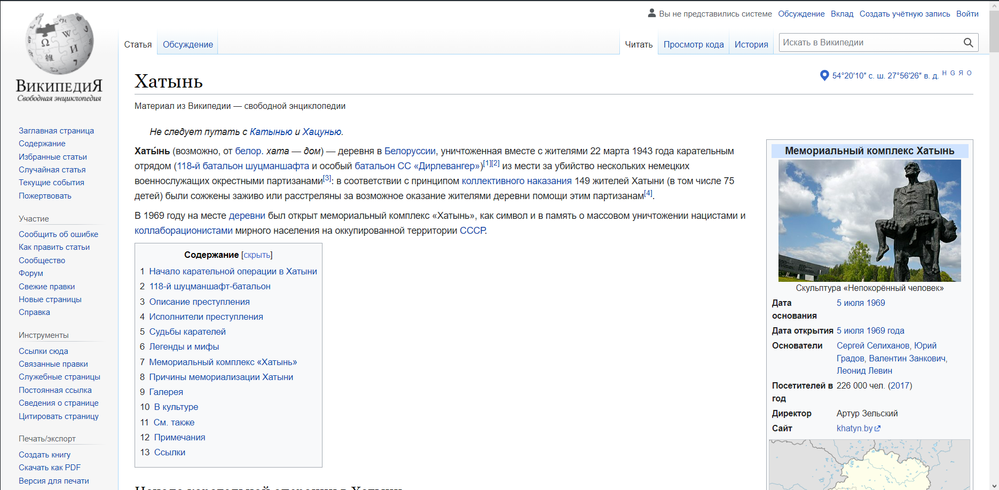 Вы не представились системе Обсуждение Вклад Создать учётную запись Войти
Статья Обсуждение Читать Просмотр кода История Искать в Википедии
ВикипедиЯ
Свободная энциклопедия
Заглавная страница
Содержание
Избранные статьи
Случайная статья
Текущие события
Пожертвовать
Участие
Сообщить об ошибке
Как править статьи
Сообщество
Форум
Свежие правки
Новые страницы
Справка
Инструменты
Ссылки сюда
Связанные правки
Служебные страницы
Постоянная ссылка
Сведения о странице
Цитировать страницу
Печать/экспорт
Создать книгу
Скачать как PDF
Версия для печати
Хатынь
54°20′10″ с. ш. 27°56′26″ в. д. H G Я O
Материал из Википедии — свободной энциклопедии
Не следует путать с Катынью и Хацунью.
Хаты́нь (возможно, от белор. хата — дом) — деревня в Белоруссии, уничтоженная вместе с жителями 22 марта 1943 года карательным
отрядом (118-й батальон шуцманшафта и особый батальон СС «Дирлевангер»)[1][2] из мести за убийство нескольких немецких
военнослужащих окрестными партизанами[3]: в соответствии с принципом коллективного наказания 149 жителей Хатыни (в том числе 75
детей) были сожжены заживо или расстреляны за возможное оказание жителями деревни помощи этим партизанам[4].
В 1969 году на месте деревни был открыт мемориальный комплекс «Хатынь», как символ и в память о массовом уничтожении нацистами и
коллаборационистами мирного населения на оккупированной территории СССР.
Содержание [скрыть]
1 Начало карательной операции в Хатыни
2 118-й шуцманшафт-батальон
3 Описание преступления
4 Исполнители преступления
5 Судьбы карателей
6 Легенды и мифы
7 Мемориальный комплекс «Хатынь»
8 Причины мемориализации Хатыни
9 Галерея
10 В культуре
11 См. также
12 Примечания
13 Ссылки
Начало карательной операции в Хатыни
Мемориальный комплекс Хатынь
Скульптура «Непокорённый человек»
Дата основания 5 июля 1969
Дата открытия 5 июля 1969 года
Основатели Сергей Селиханов, Юрий
Градов, Валентин Занкович,
Леонид Левин
Посетителей в год 226 000 чел. (2017)
Директор Артур Зельский
Сайт khatyn.by